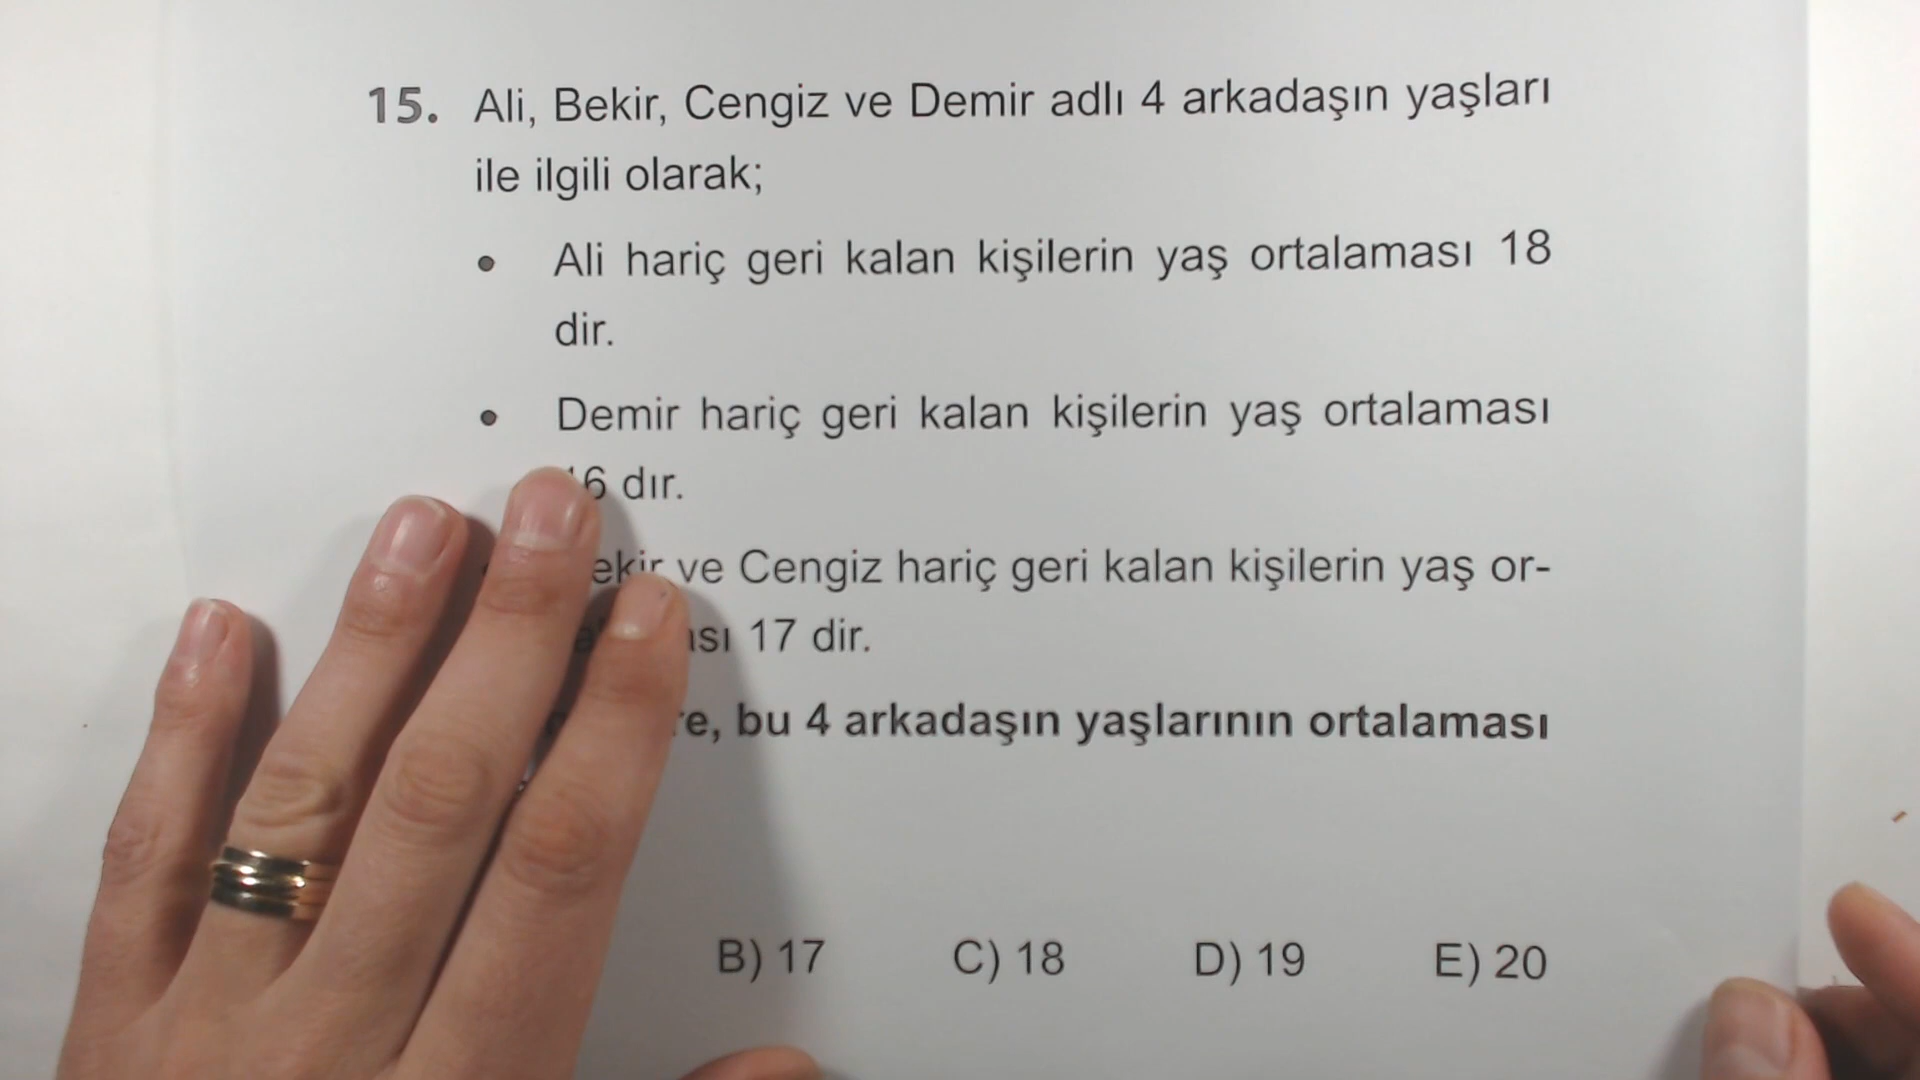 15. Ali, Bekir, Cengiz ve Demir adlı 4 arkadaşın yaşları
ile ilgili olarak;
• Ali hariç geri kalan kişilerin yaş ortalaması 18
dir.
• Demir hariç geri kalan kişilerin yaş ortalaması
16 dır.
ve Cengiz hariç geri kalan kişilerin yaş or-
17 dir.
bu 4 arkadaşın yaşlarının ortalaması
B) 17 C) 18 D) 19 E) 20